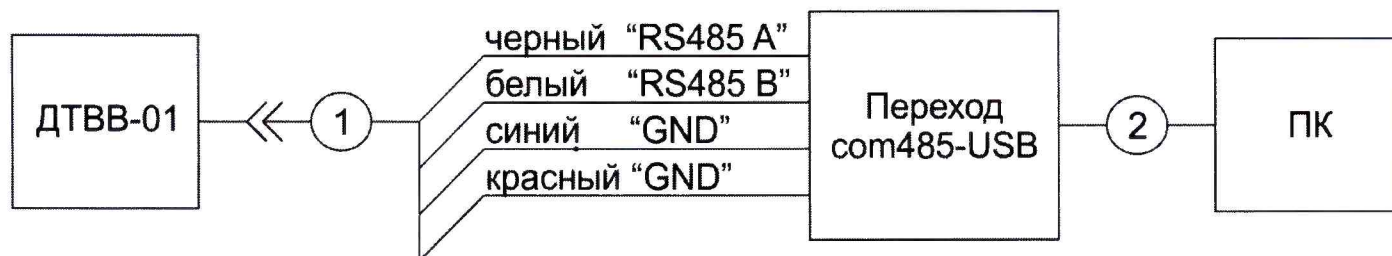 черный “RS485 A”
белый “RS485 B”
синий “GND”
красный “GND”
ДТВВ-01
1
Переход
com485-USB
2
ПК